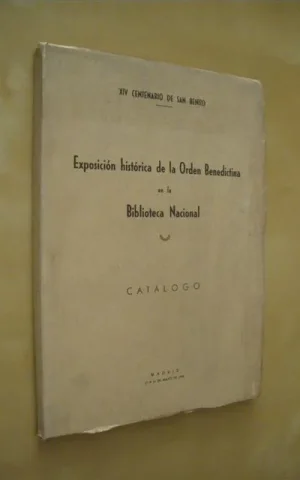 XIV CENTENARIO DE SAN BENITO
Exposición histórica de la Orden Benedictina
en la
Biblioteca Nacional
CATÁLOGO
MADRID